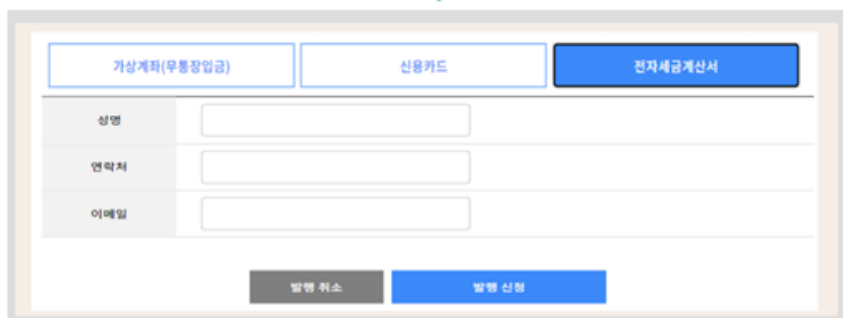 가상계좌(무통장입금) 신용카드 전자세금계산서
성명
연락처
이메일
발행 취소 발행 신청